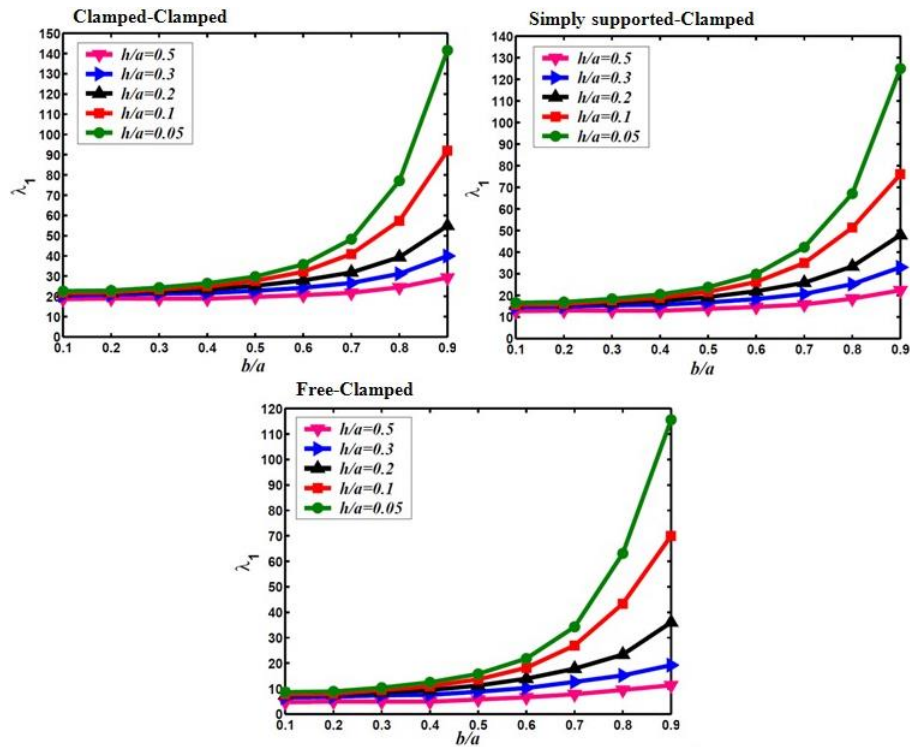 Clamped-Clamped
150
140
130
120
110
100
90
80
70
60
50
40
30
20
10
0
λ1
h/a=0.5
h/a=0.3
h/a=0.2
h/a=0.1
h/a=0.05
0.1 0.2 0.3 0.4 0.5 0.6 0.7 0.8 0.9
b/a
Simply supported-Clamped
140
130
120
110
100
90
80
70
60
50
40
30
20
10
0
λ1
h/a=0.5
h/a=0.3
h/a=0.2
h/a=0.1
h/a=0.05
0.1 0.2 0.3 0.4 0.5 0.6 0.7 0.8 0.9
b/a
Free-Clamped
120
110
100
90
80
70
60
50
40
30
20
10
0
λ1
h/a=0.5
h/a=0.3
h/a=0.2
h/a=0.1
h/a=0.05
0.1 0.2 0.3 0.4 0.5 0.6 0.7 0.8 0.9
b/a